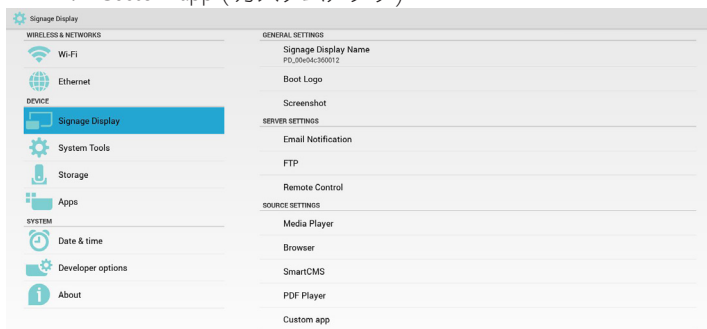 Signage Display
WIRELESS & NETWORKS
Wi-Fi
Ethernet
DEVICE
Signage Display
System Tools
Storage
Apps
SYSTEM
Date & time
Developer options
About
GENERAL SETTINGS
Signage Display Name
PD_00e04c360012
Boot Logo
Screenshot
SERVER SETTINGS
Email Notification
FTP
Remote Control
SOURCE SETTINGS
Media Player
Browser
SmartCMS
PDF Player
Custom app